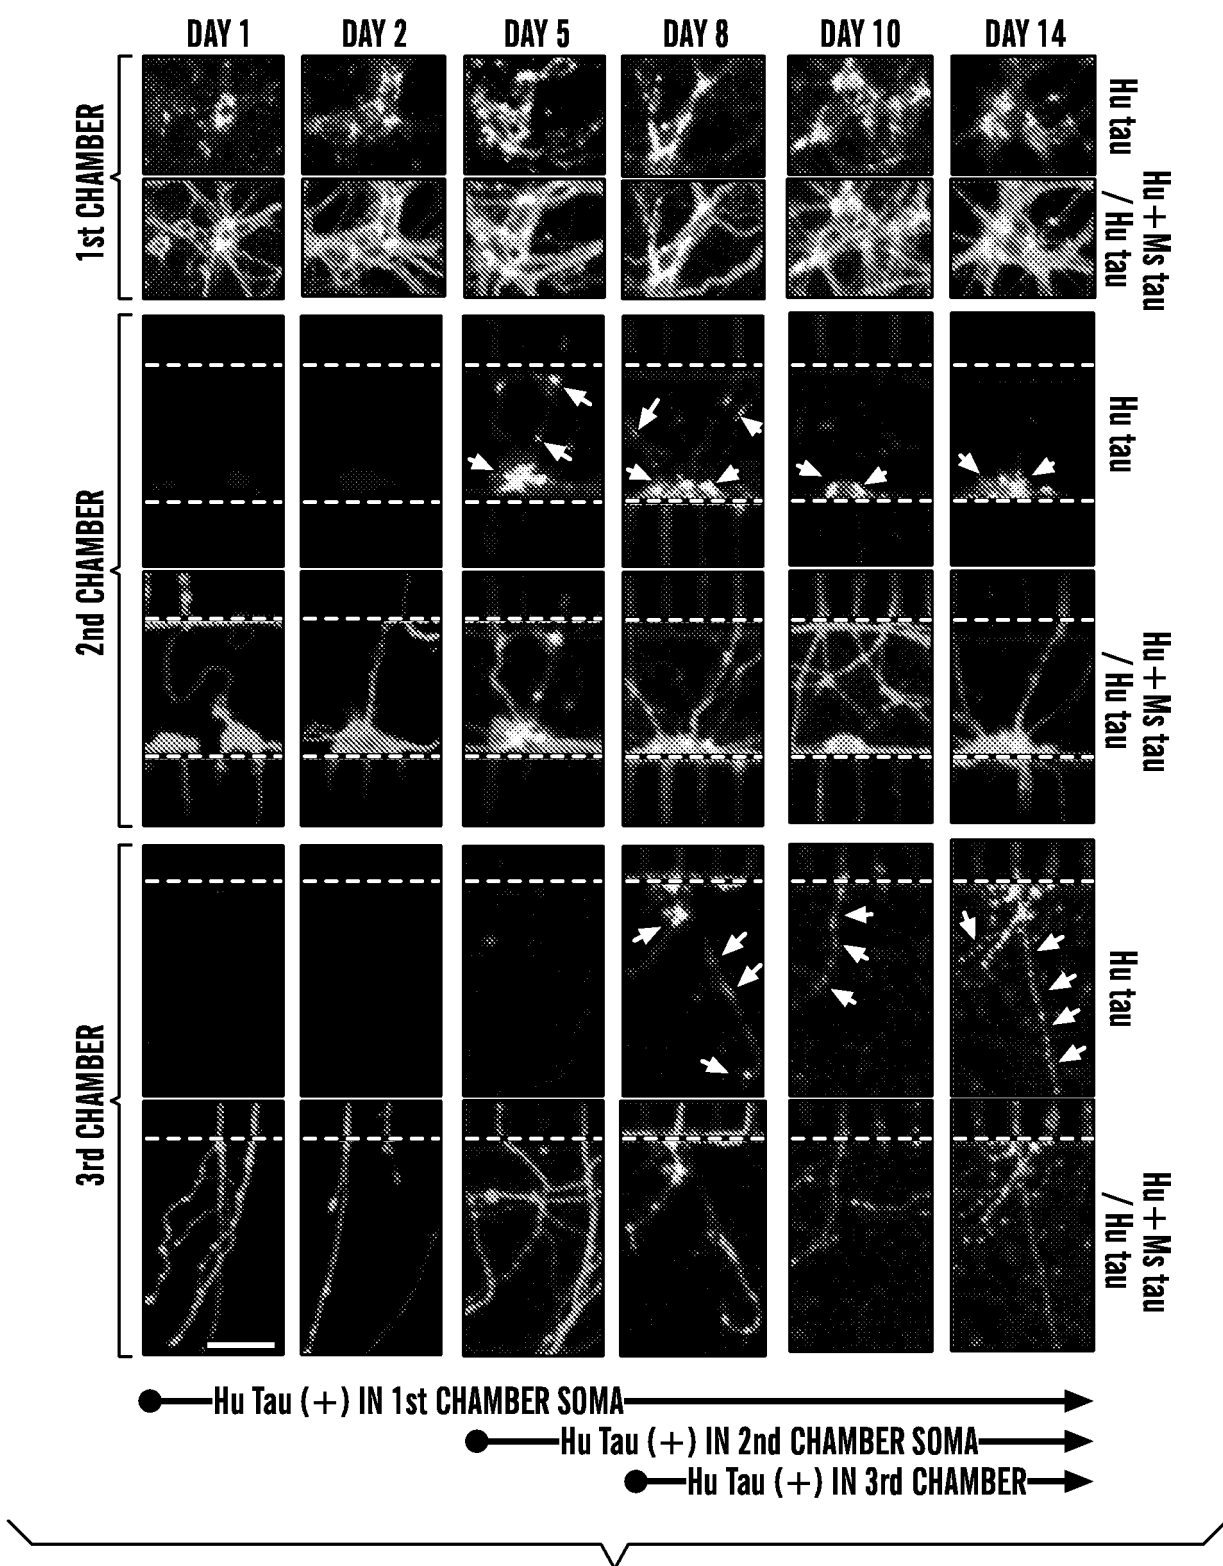 DAY 1 DAY 2 DAY 5 DAY 8 DAY 10 DAY 14
1st CHAMBER
Hu tau
Hu + Ms tau
/ Hu tau
2nd CHAMBER
Hu tau
Hu + Ms tau
/ Hu tau
3rd CHAMBER
Hu tau
Hu + Ms tau
/ Hu tau
Hu Tau (+) IN 1st CHAMBER SOMA
Hu Tau (+) IN 2nd CHAMBER SOMA
Hu Tau (+) IN 3rd CHAMBER